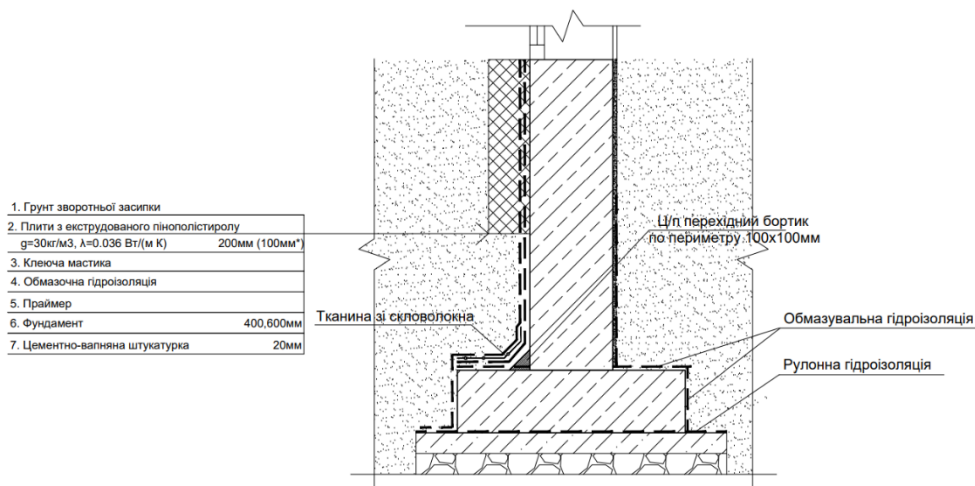 1. Грунт зворотньої засипки
2. Плити з екструдованого пінополістиролу
g=30кг/м3, λ=0.036 Вт/(м К) 200мм (100мм*)
3. Клеюча мастика
4. Обмазочна гідроізоляція
5. Праймер
6. Фундамент 400,600мм
7. Цементно-вапняна штукатурка 20мм
Ц/п перехідний бортик
по периметру 100х100мм
Тканина зі скловолокна
Обмазувальна гідроізоляція
Рулонна гідроізоляція